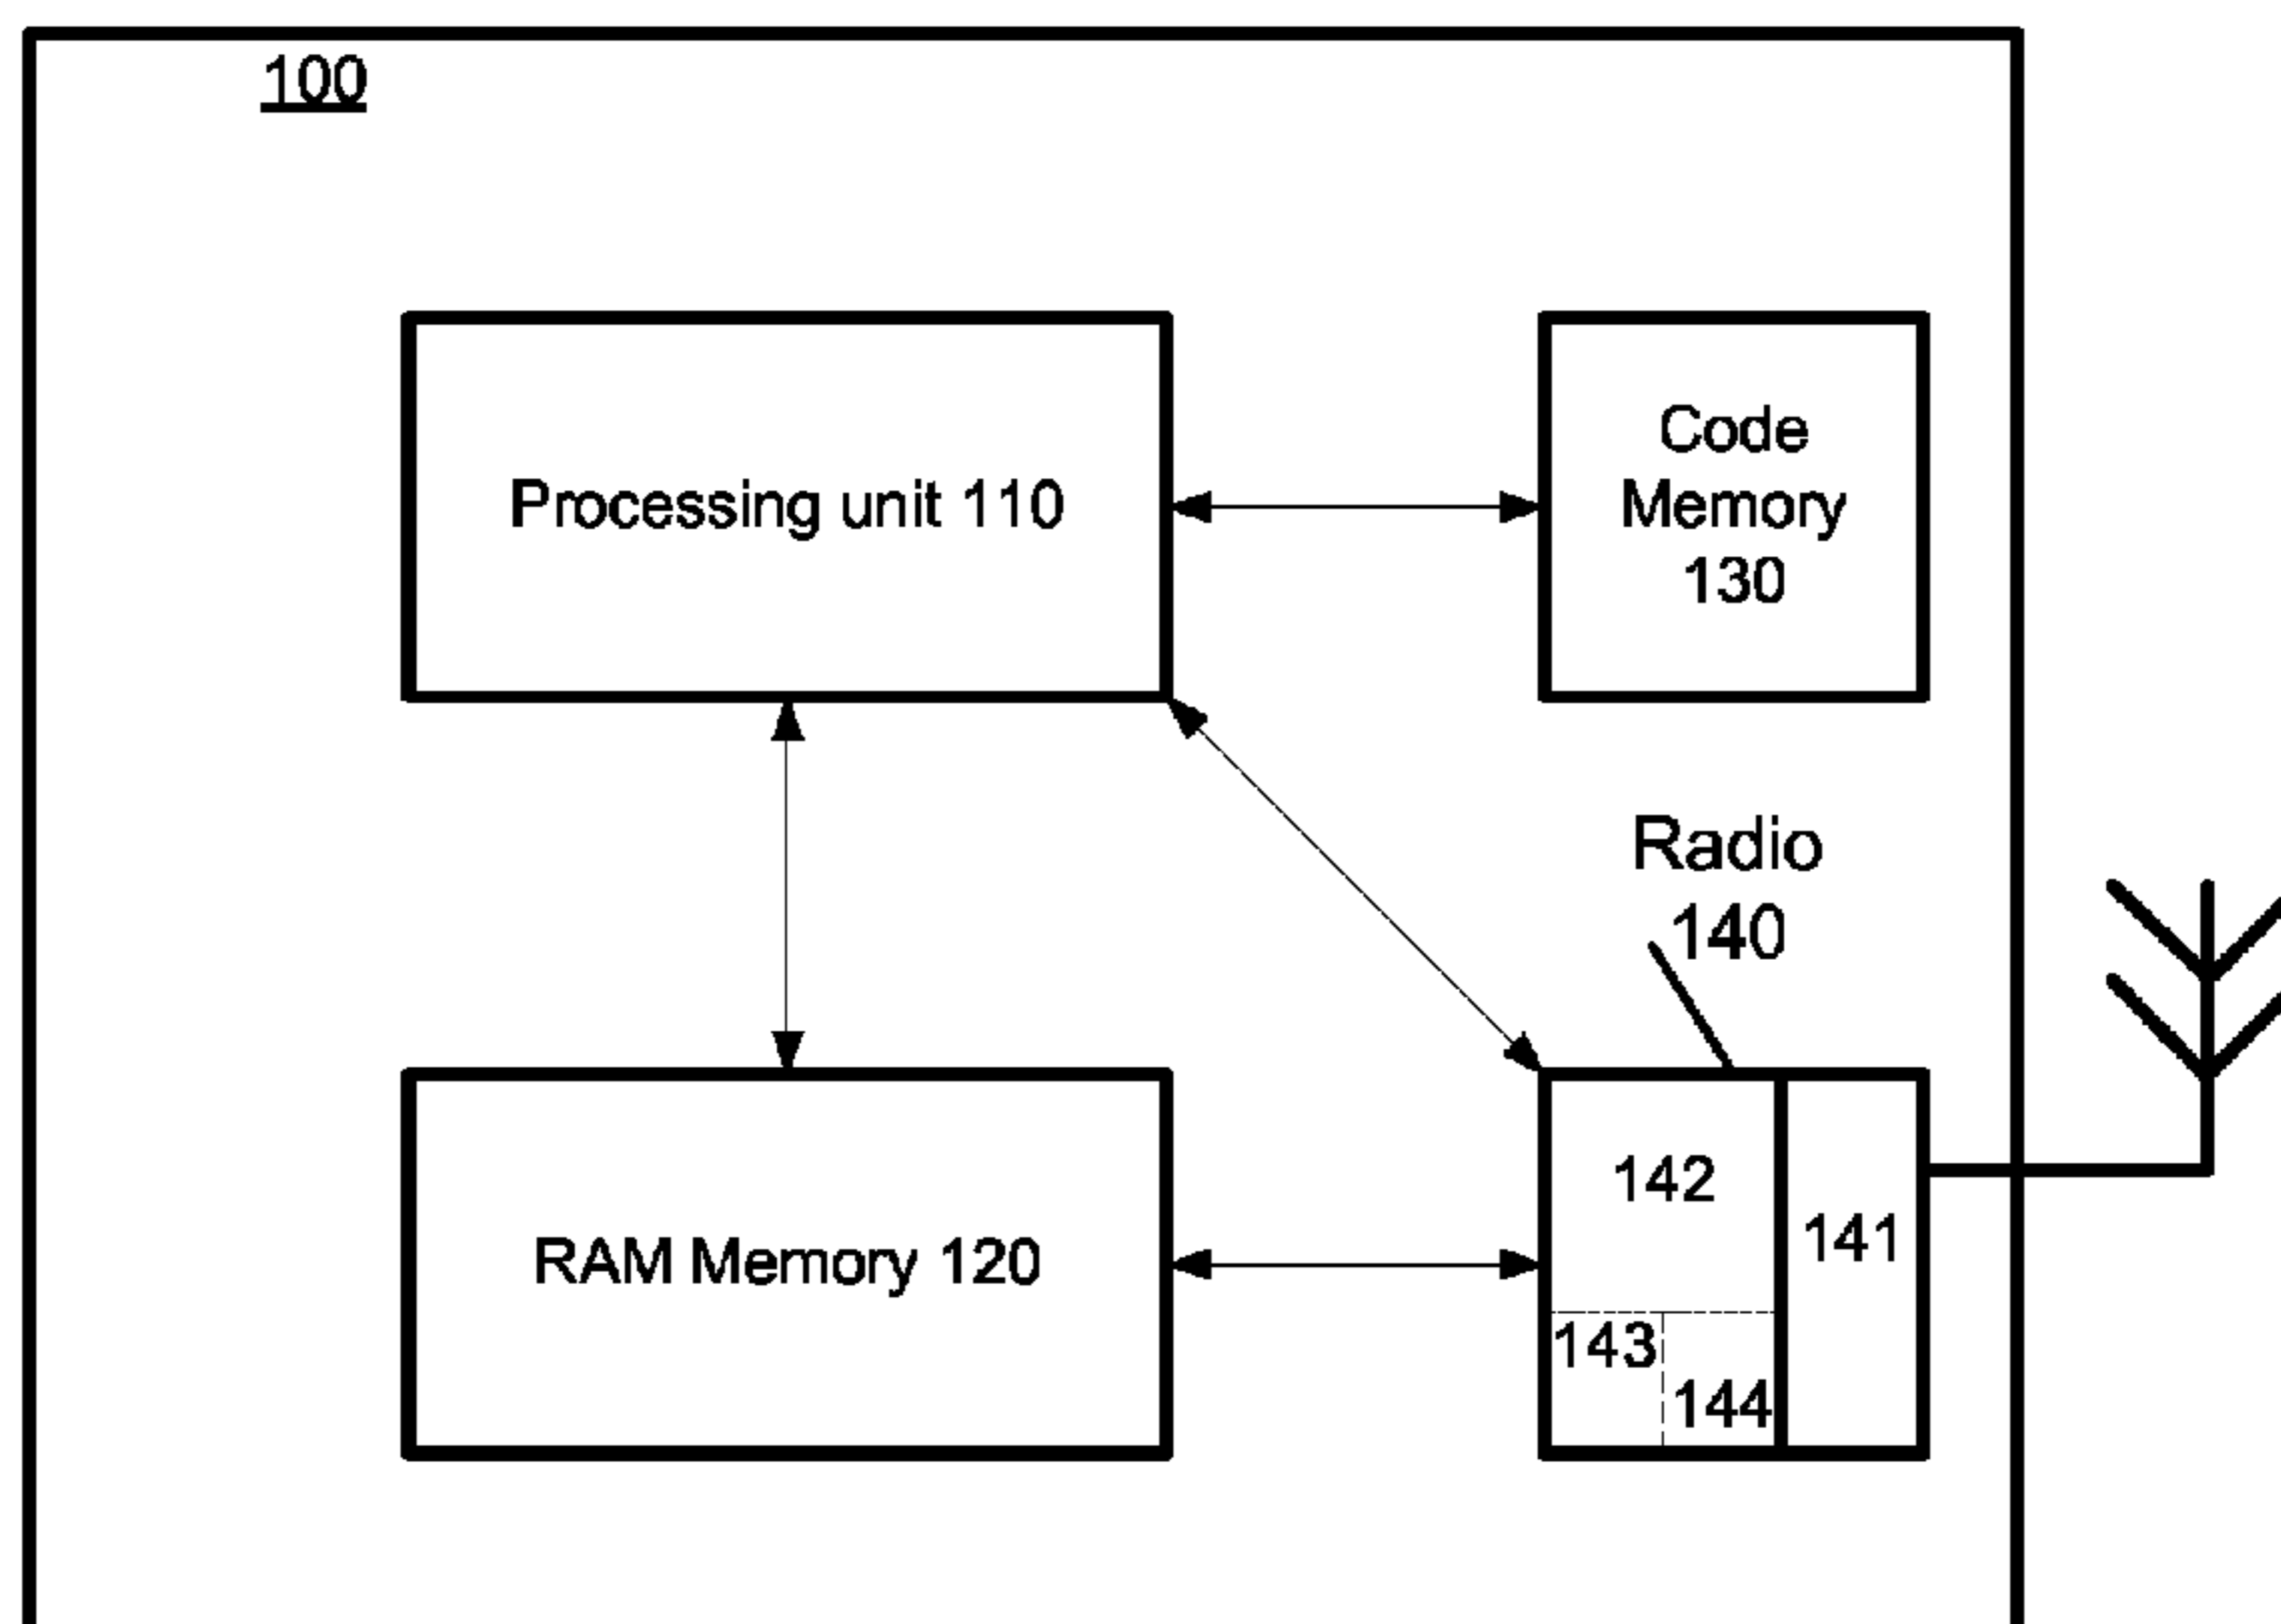 100
Processing unit 110
Code
Memory
130
Radio
140
RAM Memory 120
142
141
143
144